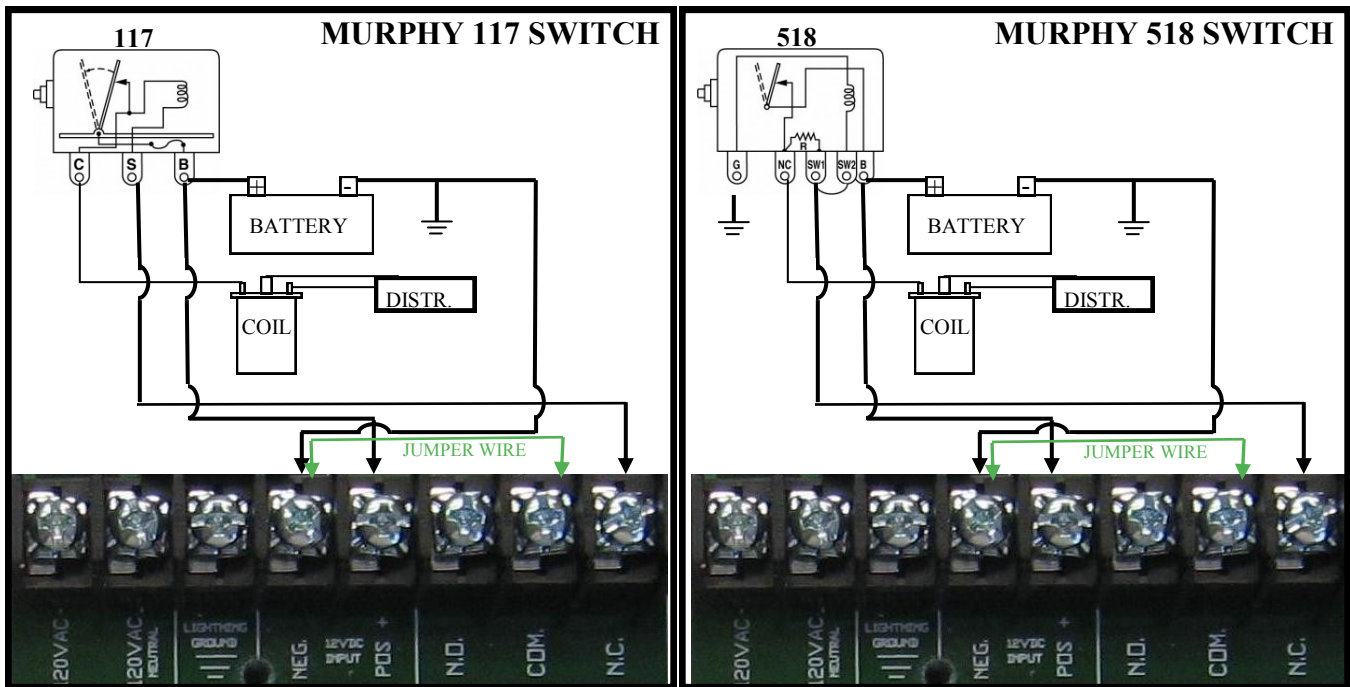 MURPHY 117 SWITCH
117
C S B
+ -
BATTERY
COIL
DISTR.
JUMPER WIRE
120VAC
120VAC
NEUTRAL
LIGHTNING
GROUND
NEG.
12VDC
INPUT
POS +
N.O.
COM.
N.C.
MURPHY 518 SWITCH
518
R
G NC SW1 SW2 B
+ -
BATTERY
COIL
DISTR.
JUMPER WIRE
120VAC
120VAC
NEUTRAL
LIGHTNING
GROUND
NEG.
12VDC
INPUT
POS +
N.O.
COM.
N.C.